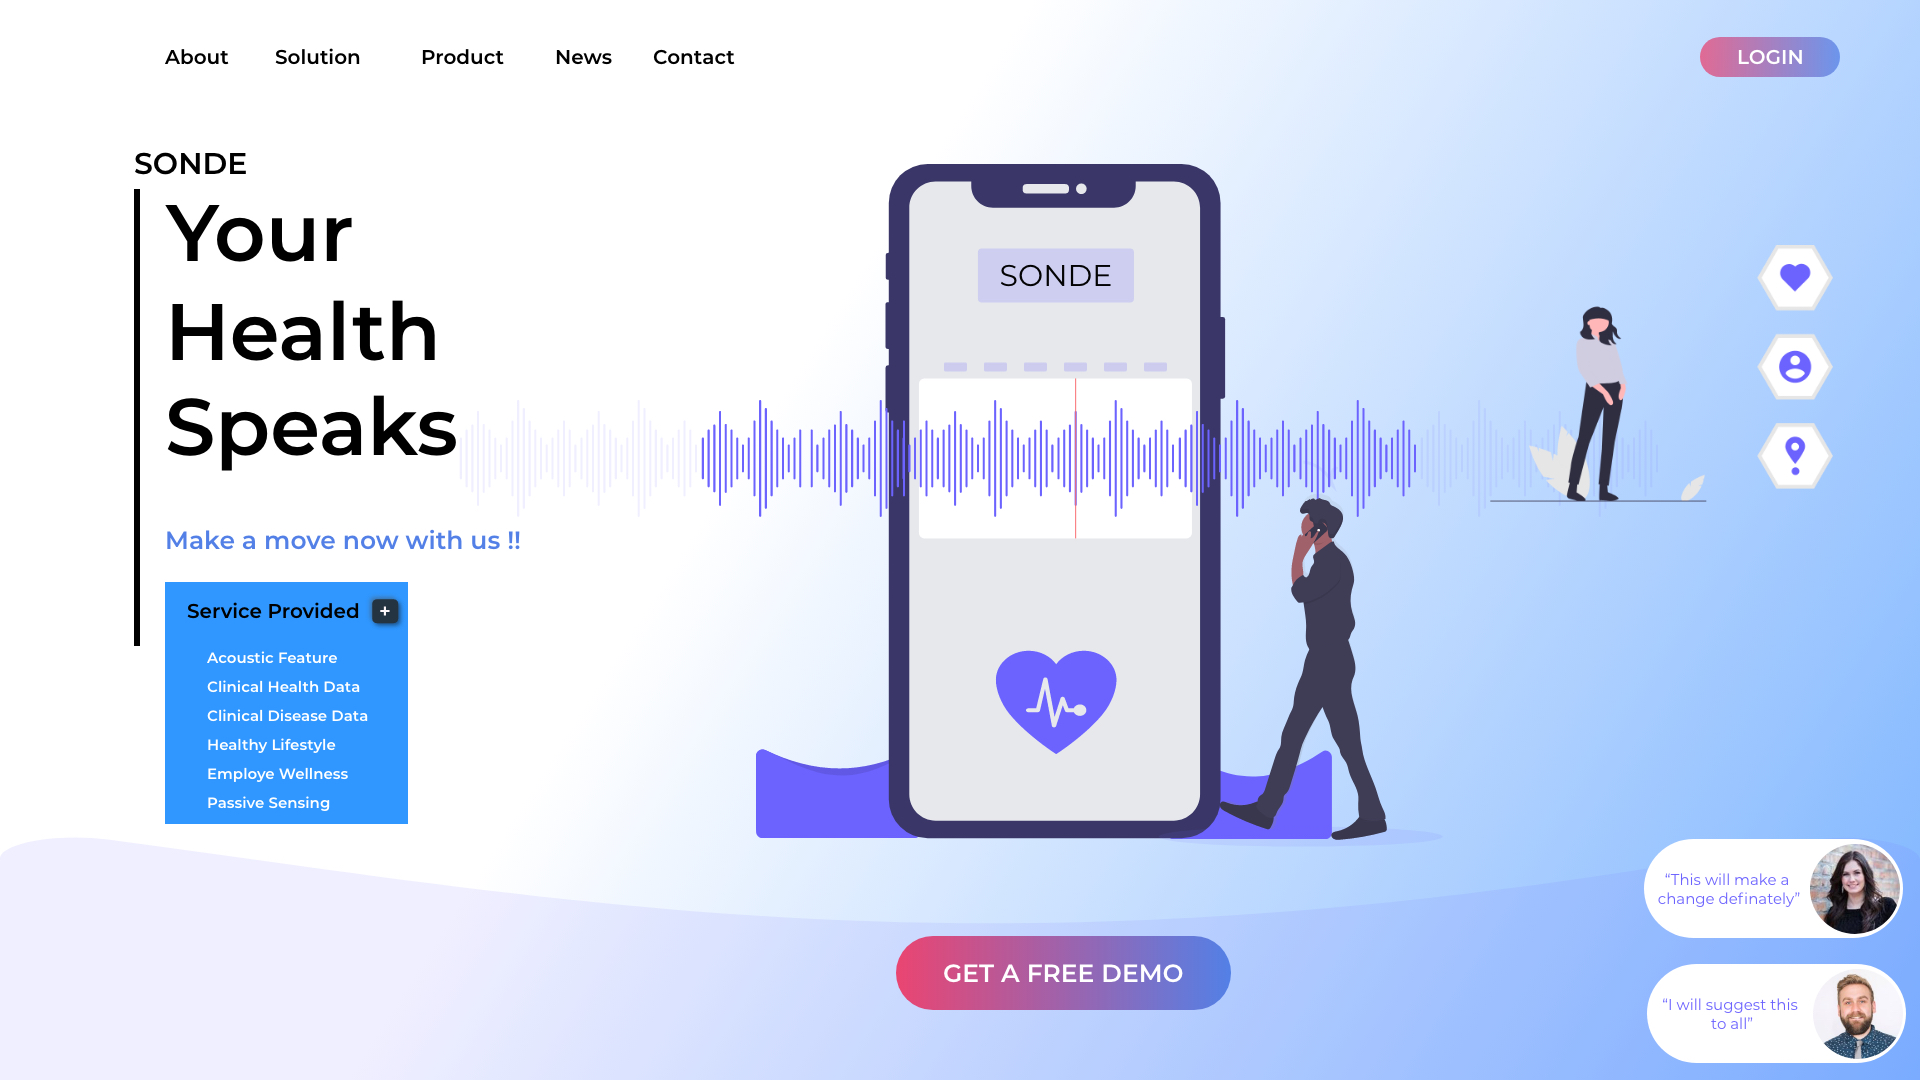 About Solution Product News Contact LOGIN
SONDE
Your
Health
Speaks
Make a move now with us !!
Service Provided +
Acoustic Feature
Clinical Health Data
Clinical Disease Data
Healthy Lifestyle
Employe Wellness
Passive Sensing
SONDE
“This will make a
change definately”
“I will suggest this
to all”
GET A FREE DEMO